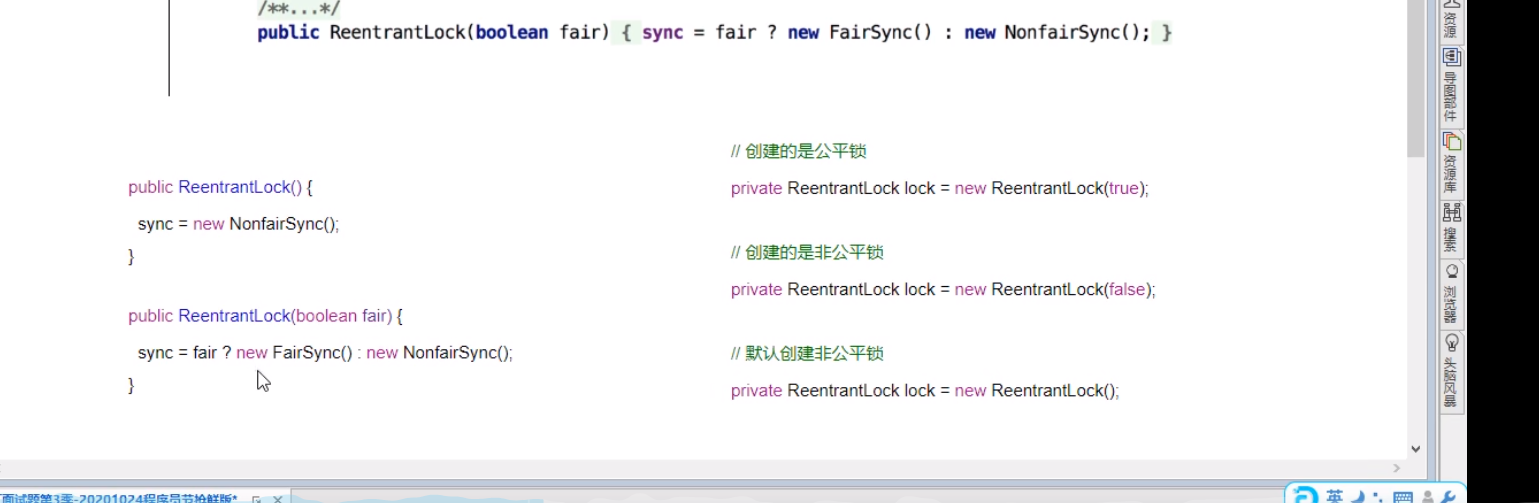 /**...*/
public ReentrantLock(boolean fair) { sync = fair ? new FairSync() : new NonfairSync(); }
public ReentrantLock() {
sync = new NonfairSync();
}
public ReentrantLock(boolean fair) {
sync = fair ? new FairSync() : new NonfairSync();
}
// 创建的是公平锁
private ReentrantLock lock = new ReentrantLock(true);
// 创建的是非公平锁
private ReentrantLock lock = new ReentrantLock(false);
// 默认创建非公平锁
private ReentrantLock lock = new ReentrantLock();
资源
导图部件
资源库
搜索
浏览器
头脑风暴
面试题第3季-20201024程序员节抢鲜版*
英